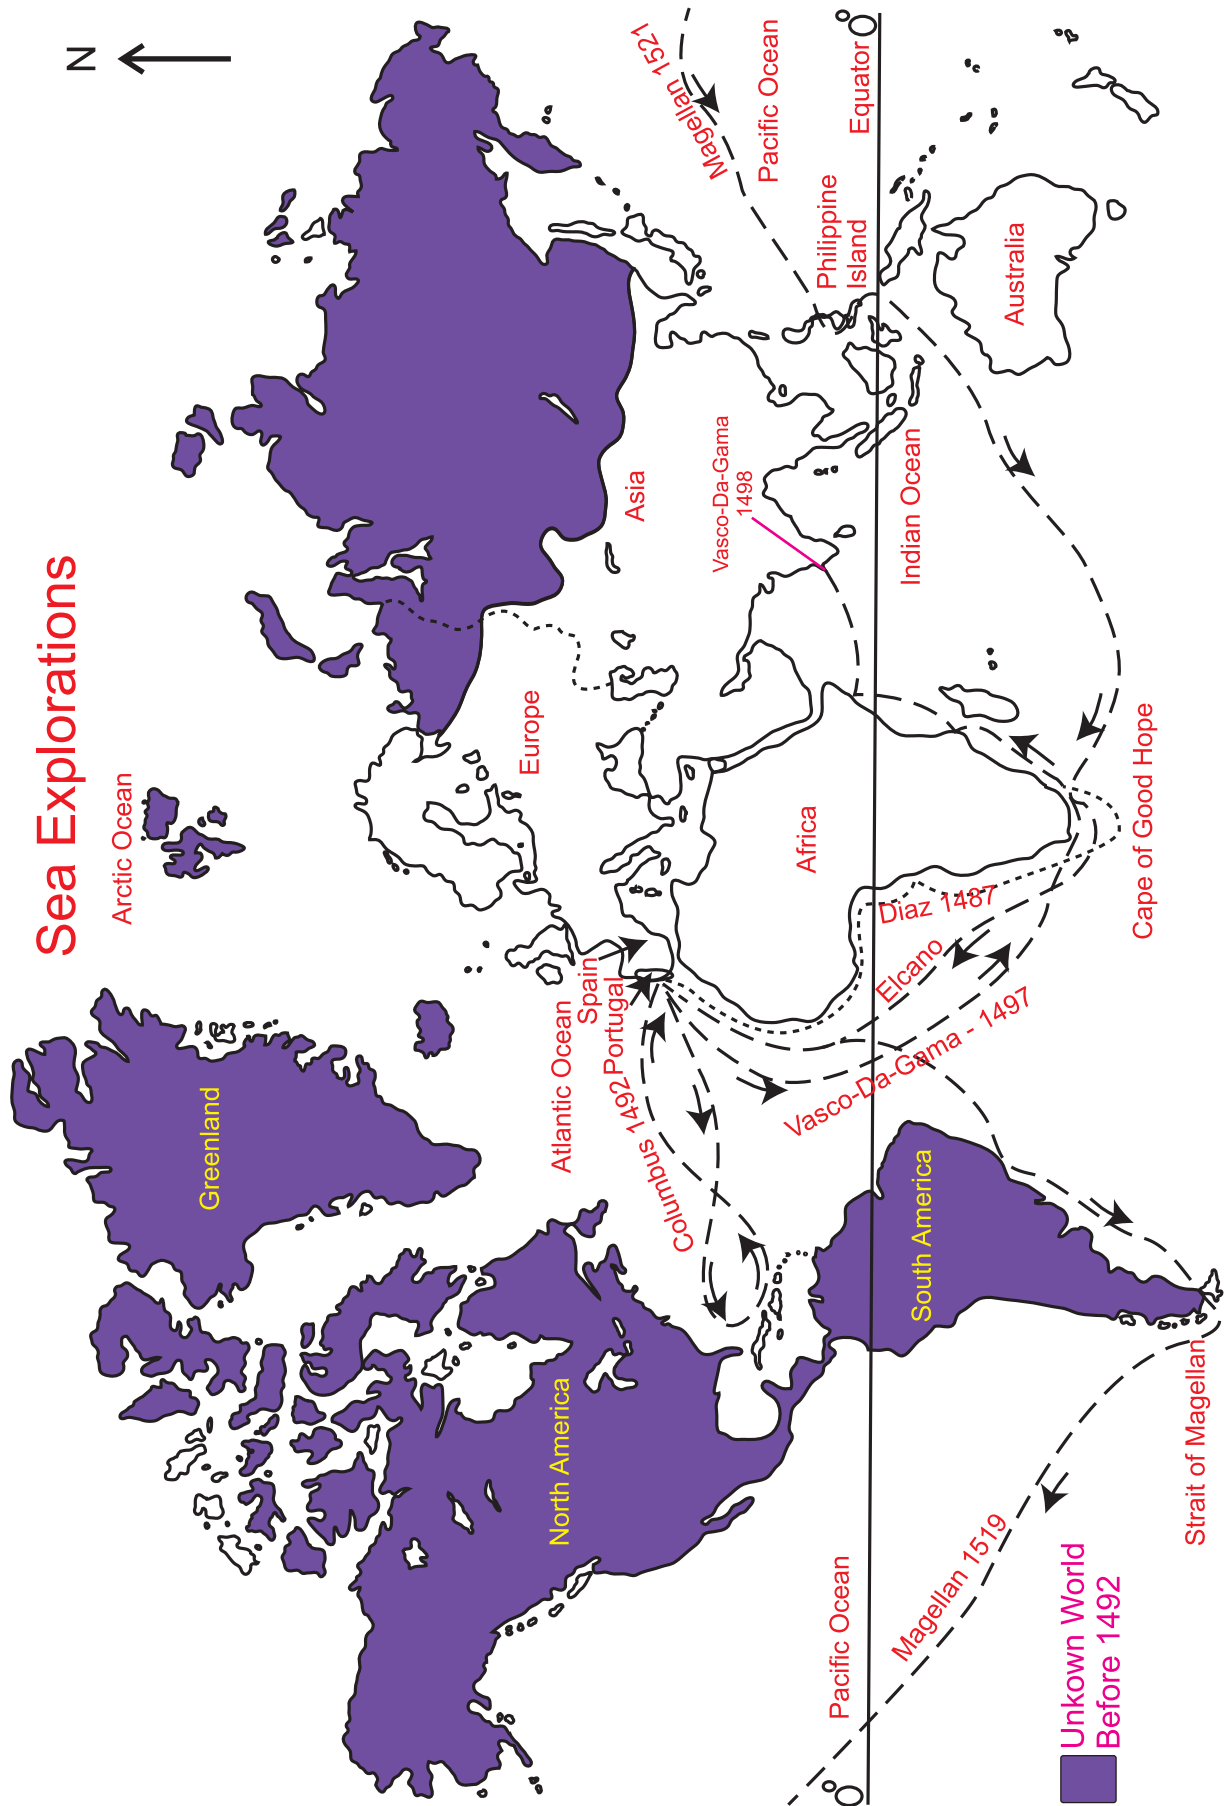 Sea Explorations
N
Arctic Ocean
Greenland
North America
Atlantic Ocean
Spain
Portugal
Europe
Asia
Columbus 1492
Magellan 1521
Pacific Ocean
Vasco-Da-Gama
1498
Philippine
Island
Equator
0°
Africa
Diaz 1487
Elcano
Vasco-Da-Gama - 1497
South America
Indian Ocean
Australia
Pacific Ocean
0°
Magellan 1519
Cape of Good Hope
Strait of Magellan
Unkown World
Before 1492